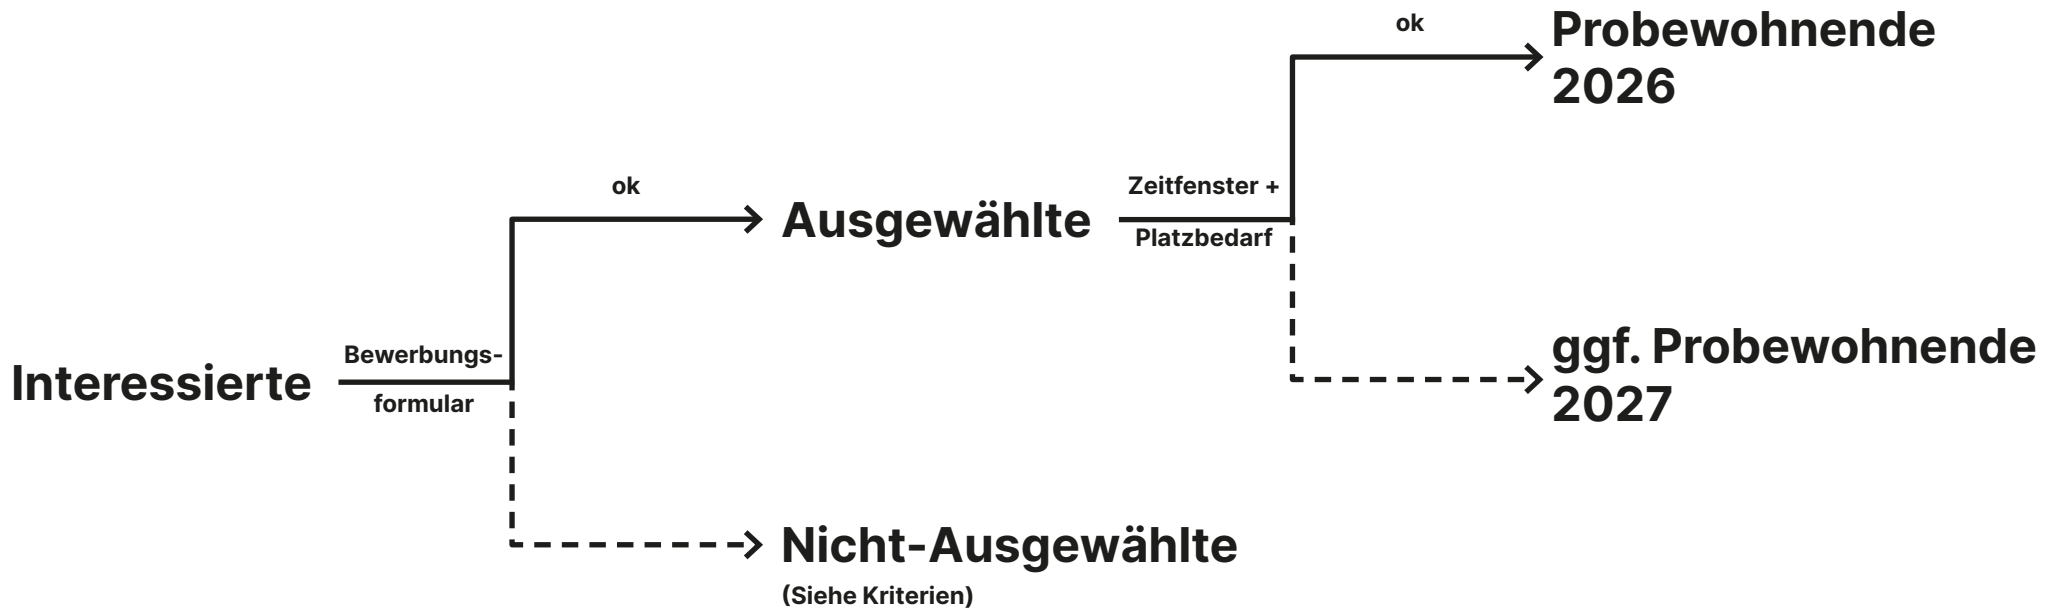 Interessierte
Bewerbungs-
formular
ok
Ausgewählte
Nicht-Ausgewählte
(Siehe Kriterien)
Zeitfenster +
Platzbedarf
ok
Probewohnende
2026
ggf. Probewohnende
2027